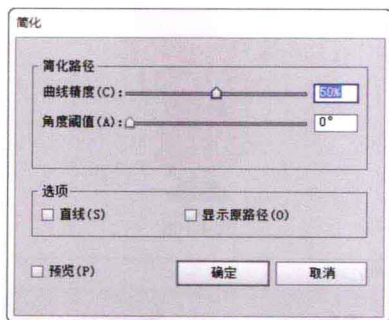 简化
简化路径
曲线精度(C): 50%
角度阈值(A): 0°
选项
直线(S) 显示原路径(O)
预览(P) 确定 取消